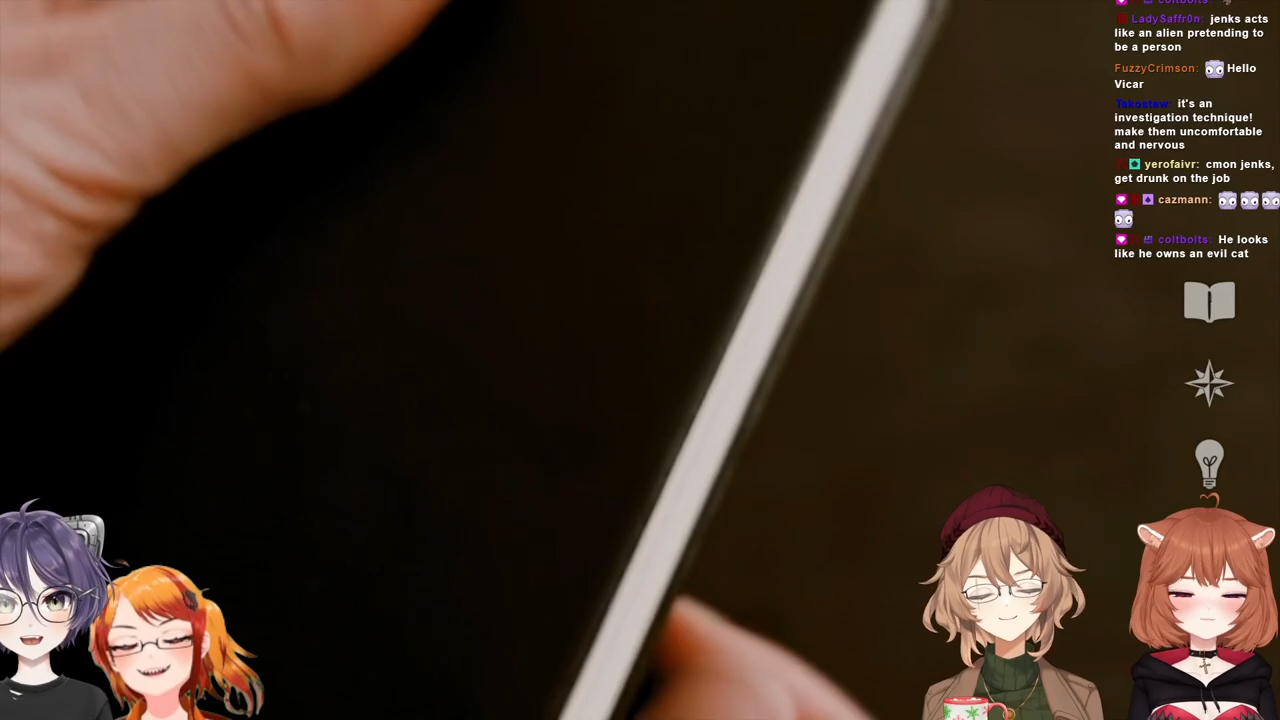 coltbolts:
LadySaffr0n: jenks acts
like an alien pretending to
be a person
FuzzyCrimson: Hello
Vicar
Takostaw: it's an
investigation technique!
make them uncomfortable
and nervous
yerofaivr: cmon jenks,
get drunk on the job
cazmann:
coltbolts: He looks
like he owns an evil cat